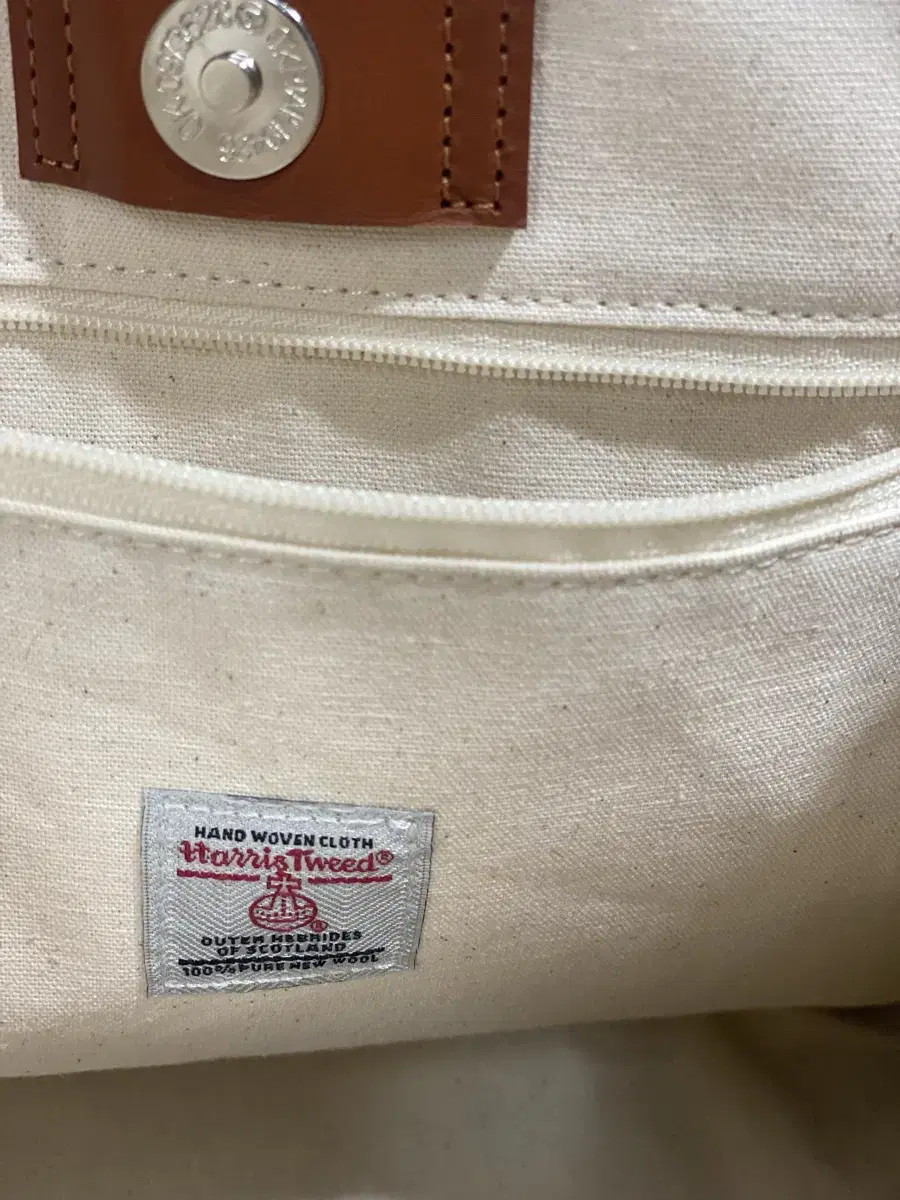 HAND WOVEN CLOTH
Harris Tweed®
®
OUTER HEBRIDES
OF SCOTLAND
100% PURE NEW WOOL